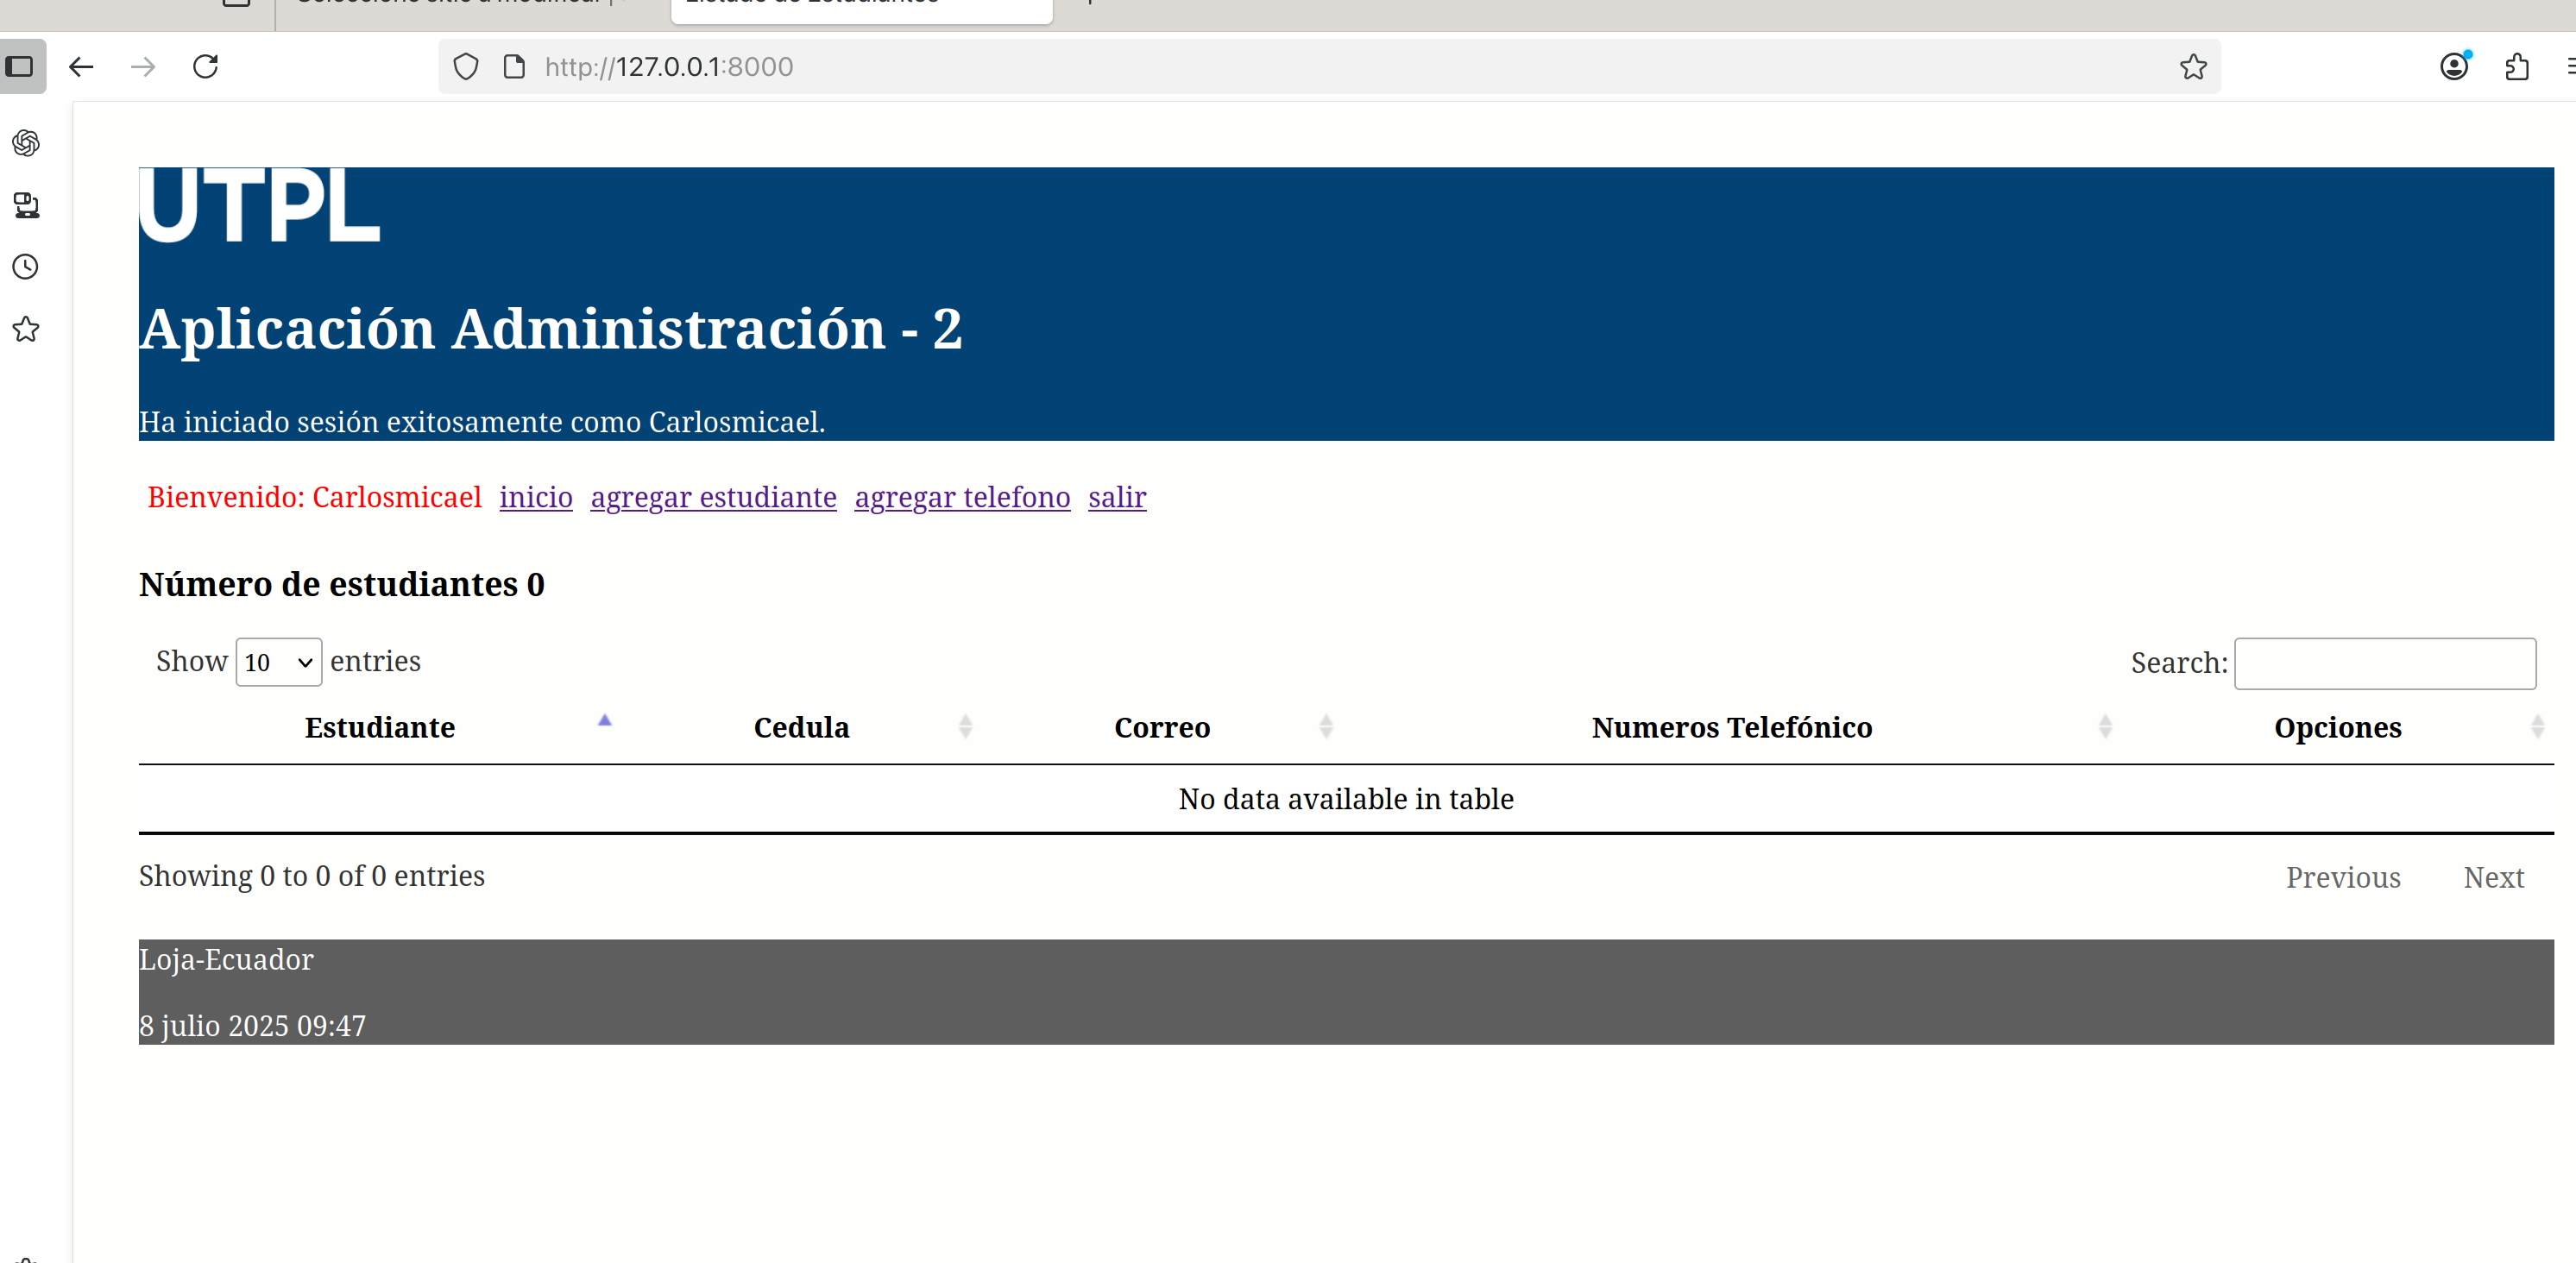 http://127.0.0.1:8000
UTPL
Aplicación Administración - 2
Ha iniciado sesión exitosamente como Carlosmicael.
Bienvenido: Carlosmicael inicio agregar estudiante agregar telefono salir
Número de estudiantes 0
Show 10 entries Search:
Estudiante Cedula Correo Numeros Telefónico Opciones
No data available in table
Showing 0 to 0 of 0 entries Previous Next
Loja-Ecuador
8 julio 2025 09:47